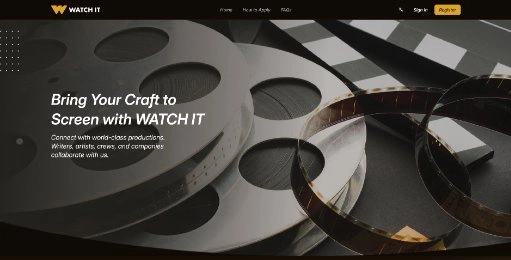 WATCH IT
Home How to Apply FAQs
Sign in Register
Bring Your Craft to
Screen with WATCH IT
Connect with world-class productions.
Writers, artists, crews, and companies
collaborate with us.